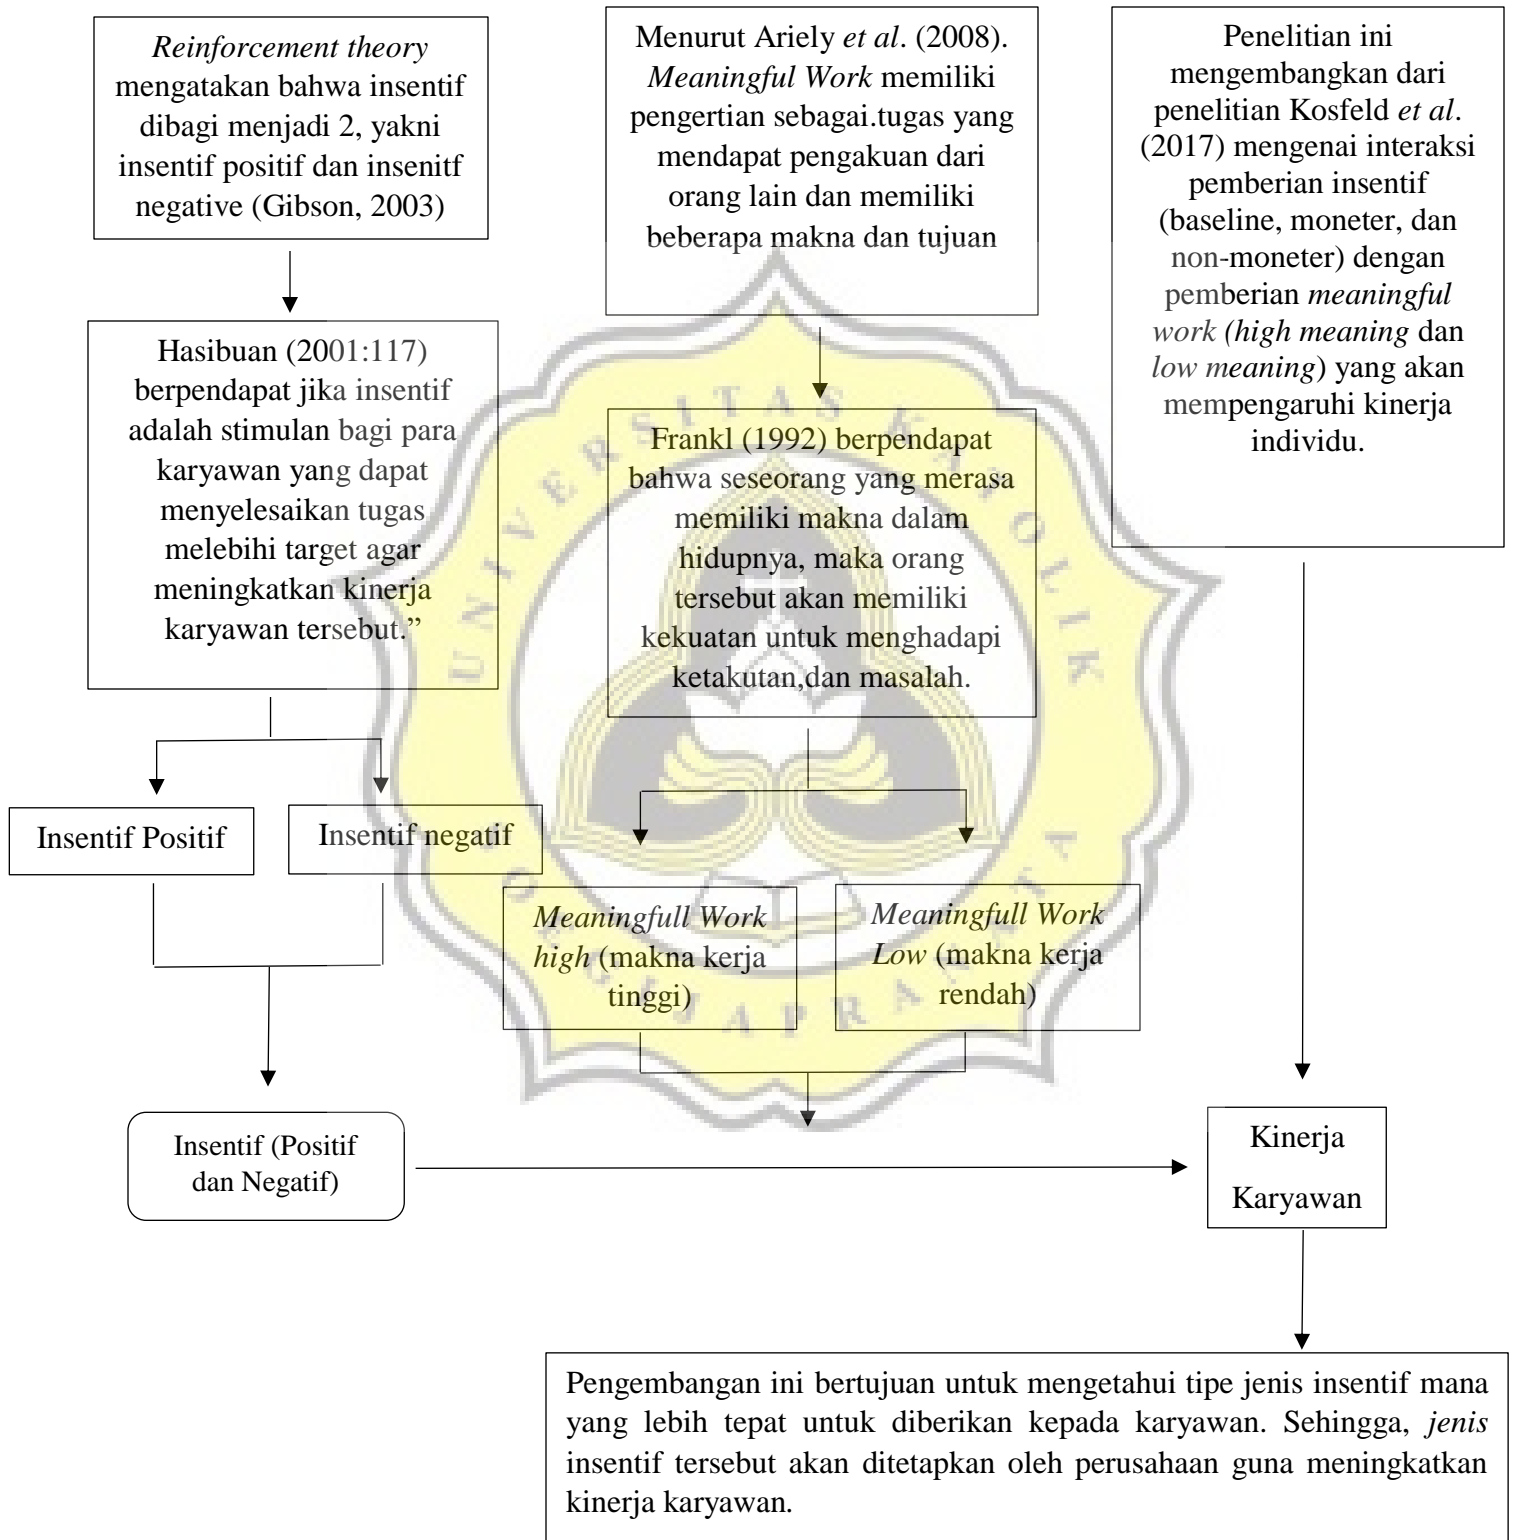 Reinforcement theory
mengatakan bahwa insentif
dibagi menjadi 2, yakni
insentif positif dan insenitf
negative (Gibson, 2003)
Menurut Ariely et al. (2008).
Meaningful Work memiliki
pengertian sebagai.tugas yang
mendapat pengakuan dari
orang lain dan memiliki
beberapa makna dan tujuan
Penelitian ini
mengembangkan dari
penelitian Kosfeld et al.
(2017) mengenai interaksi
pemberian insentif
(baseline, moneter, dan
non-moneter) dengan
pemberian meaningful
work (high meaning dan
low meaning) yang akan
mempengaruhi kinerja
individu.
Hasibuan (2001:117)
berpendapat jika insentif
adalah stimulan bagi para
karyawan yang dapat
menyelesaikan tugas
melebihi target agar
meningkatkan kinerja
karyawan tersebut.”
Frankl (1992) berpendapat
bahwa seseorang yang merasa
memiliki makna dalam
hidupnya, maka orang
tersebut akan memiliki
kekuatan untuk menghadapi
ketakutan,dan masalah.
Insentif Positif
Insentif negatif
Meaningfull Work
high (makna kerja
tinggi)
Meaningfull Work
Low (makna kerja
rendah)
Insentif (Positif
dan Negatif)
Kinerja
Karyawan
Pengembangan ini bertujuan untuk mengetahui tipe jenis insentif mana
yang lebih tepat untuk diberikan kepada karyawan. Sehingga, jenis
insentif tersebut akan ditetapkan oleh perusahaan guna meningkatkan
kinerja karyawan.
UNIVERSITAS KATOLIK
SOEGIJAPRANATA